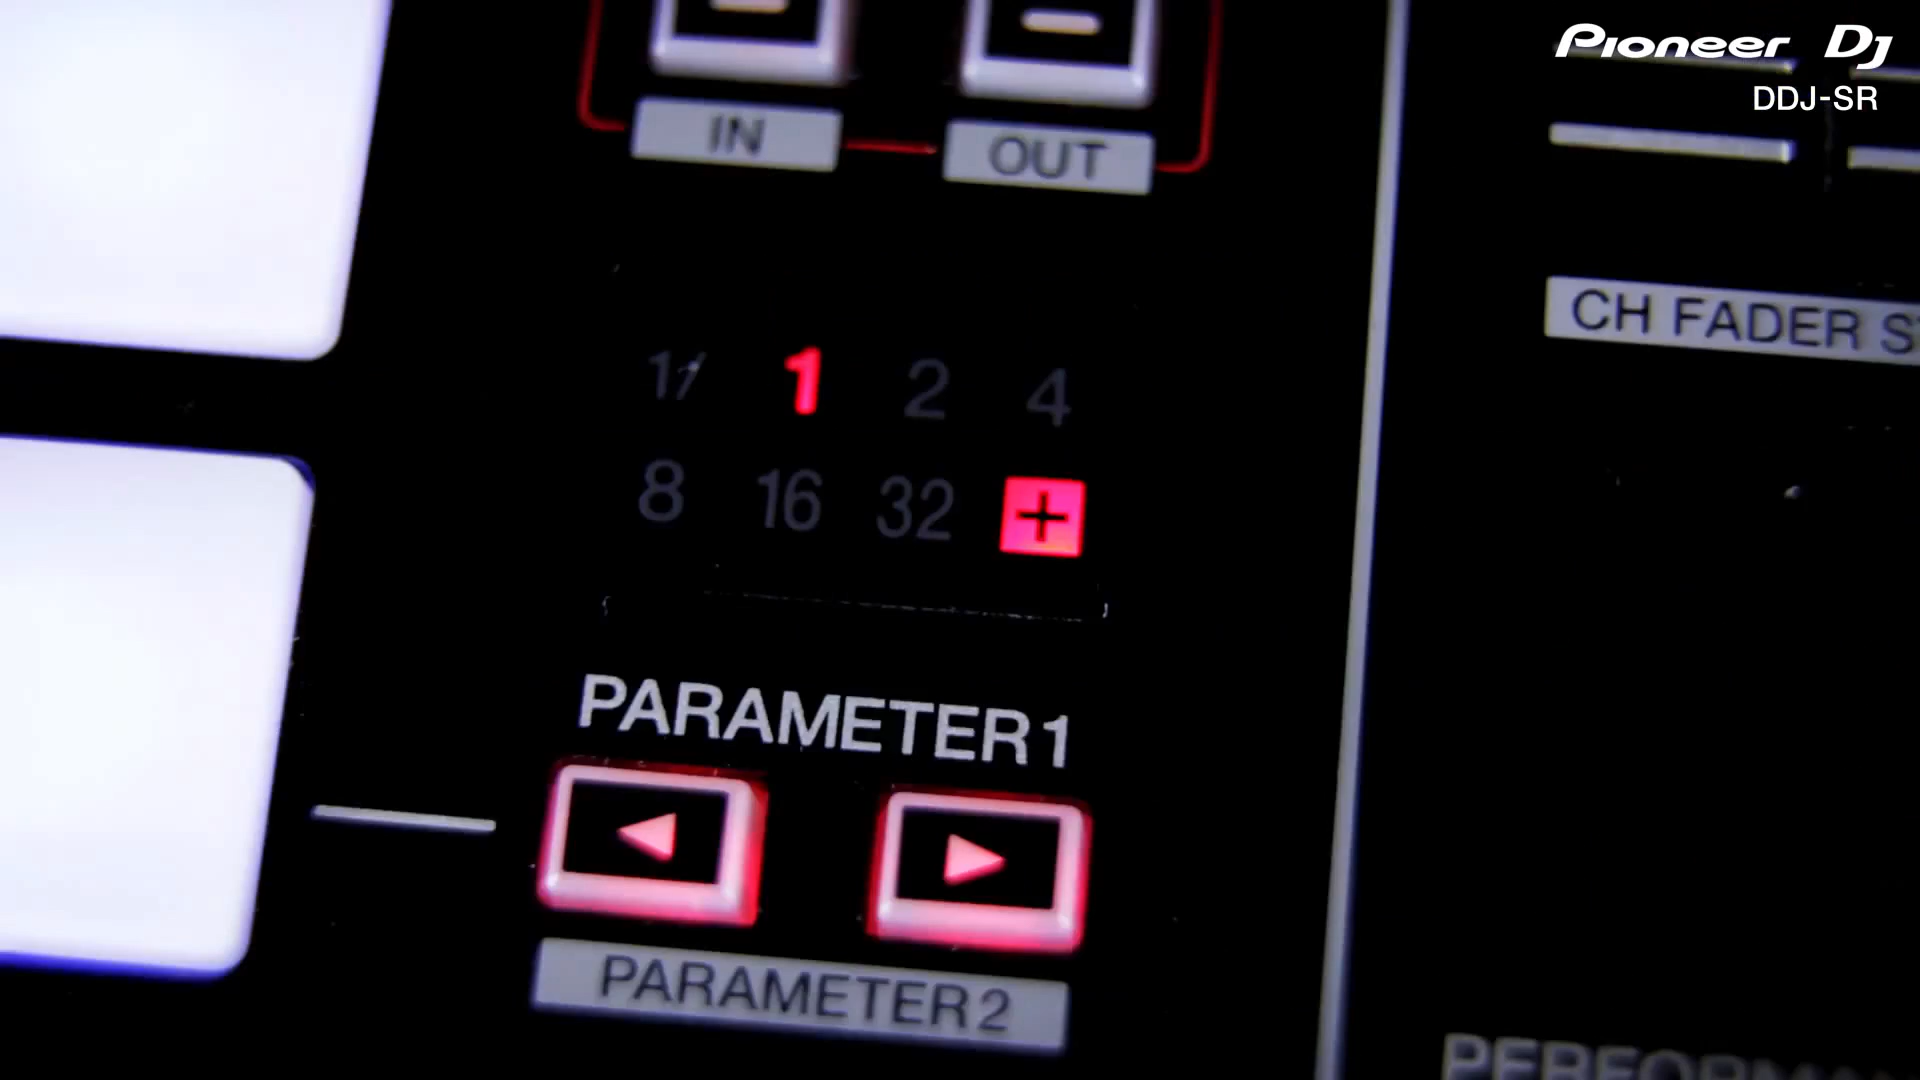 Pioneer Dj
DDJ-SR
IN OUT
CH FADER
1 2 4
8 16 32 +
PARAMETER1
PARAMETER2